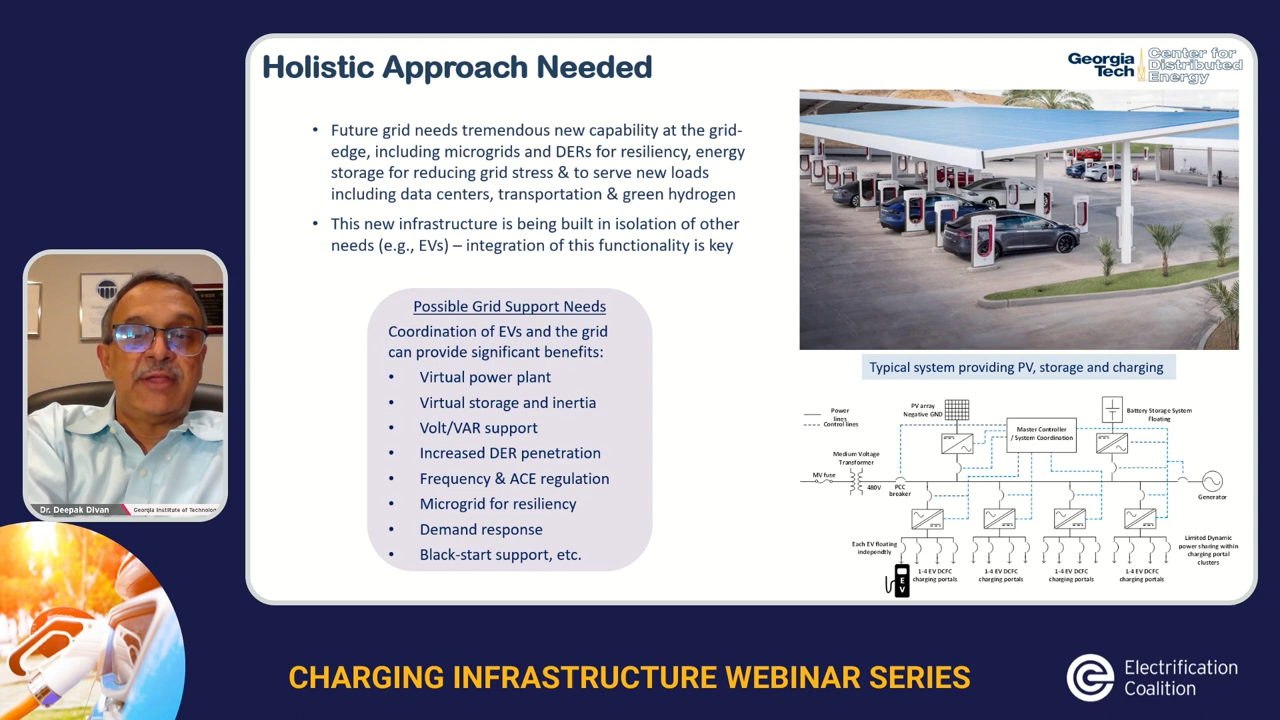 Holistic Approach Needed
Georgia
Tech
Center for
Distributed
Energy
• Future grid needs tremendous new capability at the grid-
edge, including microgrids and DERs for resiliency, energy
storage for reducing grid stress & to serve new loads
including data centers, transportation & green hydrogen
• This new infrastructure is being built in isolation of other
needs (e.g., EVs) – integration of this functionality is key
Possible Grid Support Needs
Coordination of EVs and the grid
can provide significant benefits:
• Virtual power plant
• Virtual storage and inertia
• Volt/VAR support
• Increased DER penetration
• Frequency & ACE regulation
• Microgrid for resiliency
• Demand response
• Black-start support, etc.
Typical system providing PV, storage and charging
Power
lines
Control lines
PV array
Negative GND
Master Controller
/ System Coordination
Battery Storage System
Floating
Medium Voltage
Transformer
MV fuse
480V
PCC
breaker
Generator
Each EV floating
independtly
Limited Dynamic
power sharing within
charging portal
clusters
1-4 EV DCFC
charging portals
1-4 EV DCFC
charging portals
1-4 EV DCFC
charging portals
1-4 EV DCFC
charging portals
E
V
Dr. Deepak Divan
Georgia Institute of Technolo
CHARGING INFRASTRUCTURE WEBINAR SERIES
Electrification
Coalition